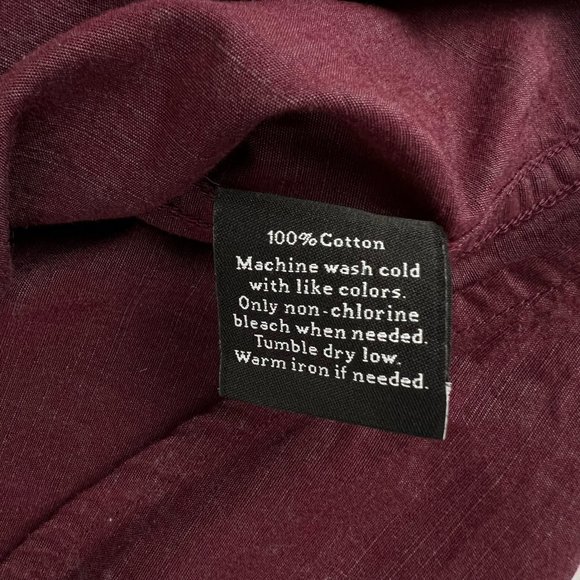 100% Cotton
Machine wash cold
with like colors.
Only non-chlorine
bleach when needed.
Tumble dry low.
Warm iron if needed.